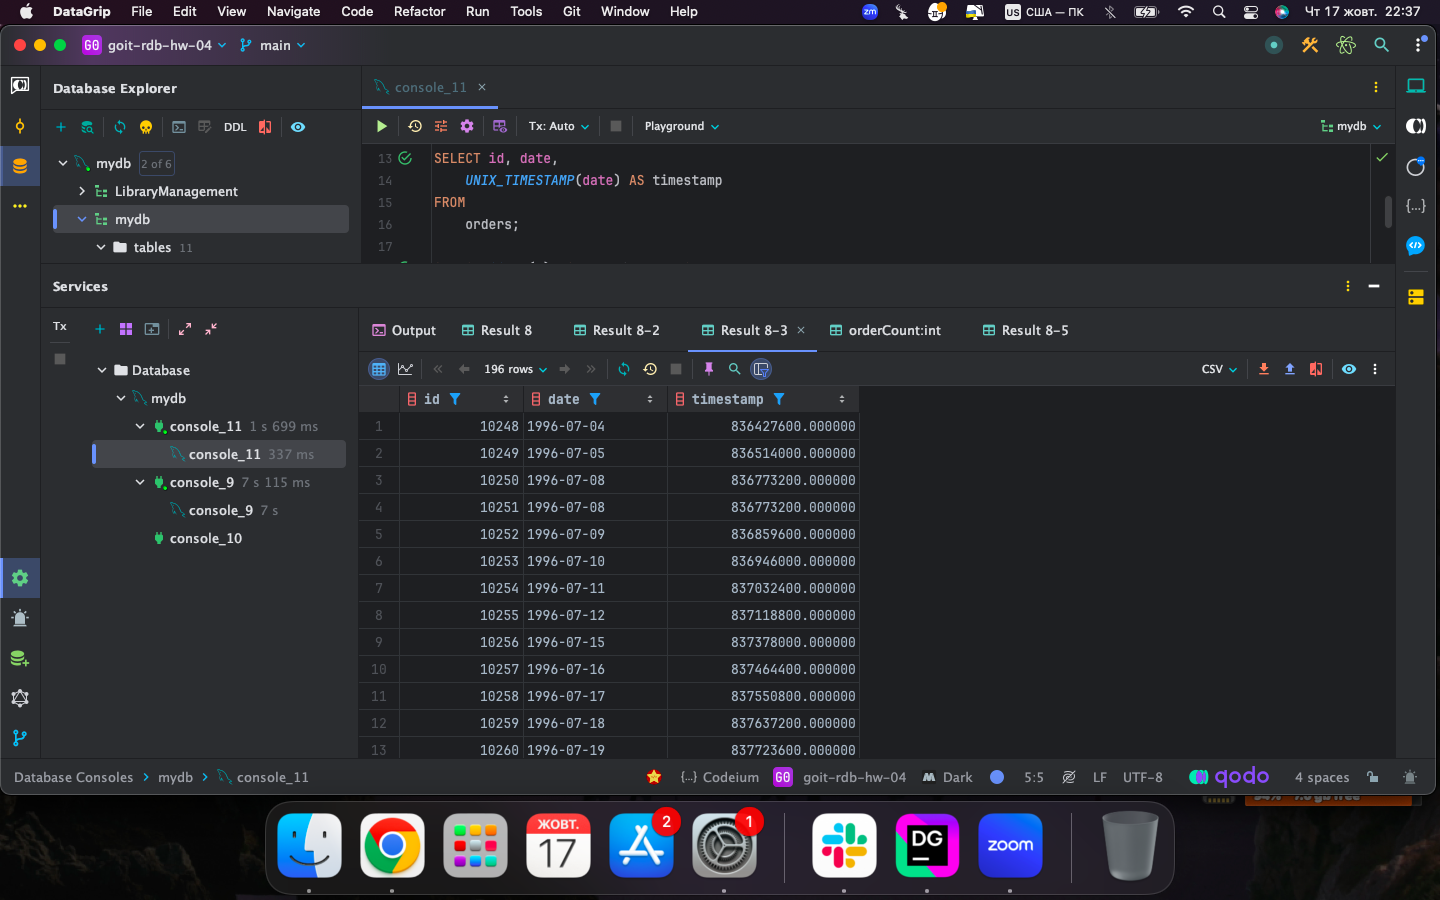 DataGrip File Edit View Navigate Code Refactor Run Tools Git Window Help zm US США — ПК Чт 17 жовт. 22:37
GO goit-rdb-hw-04 main
Database Explorer
console_11
DDL
Tx: Auto Playground mydb
mydb 2 of 6
LibraryManagement
mydb
tables 11
13 SELECT id, date,
14 UNIX_TIMESTAMP(date) AS timestamp
15 FROM
16 orders;
17
Services
Tx
Output Result 8 Result 8-2 Result 8-3 orderCount:int Result 8-5
196 rows CSV
Database
mydb
console_11 1 s 699 ms
console_11 337 ms
console_9 7 s 115 ms
console_9 7 s
console_10
id date timestamp
1 10248 1996-07-04 836427600.000000
2 10249 1996-07-05 836514000.000000
3 10250 1996-07-08 836773200.000000
4 10251 1996-07-08 836773200.000000
5 10252 1996-07-09 836859600.000000
6 10253 1996-07-10 836946000.000000
7 10254 1996-07-11 837032400.000000
8 10255 1996-07-12 837118800.000000
9 10256 1996-07-15 837378000.000000
10 10257 1996-07-16 837464400.000000
11 10258 1996-07-17 837550800.000000
12 10259 1996-07-18 837637200.000000
13 10260 1996-07-19 837723600.000000
Database Consoles mydb console_11 {...} Codeium GO goit-rdb-hw-04 Dark 5:5 LF UTF-8 qodo 4 spaces
ЖОВТ.
17
2
1
DG
zoom